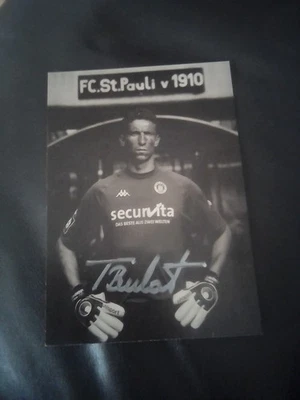 FC.St.Pauli v 1910
securvita
DAS BESTE AUS ZWEI WELTEN